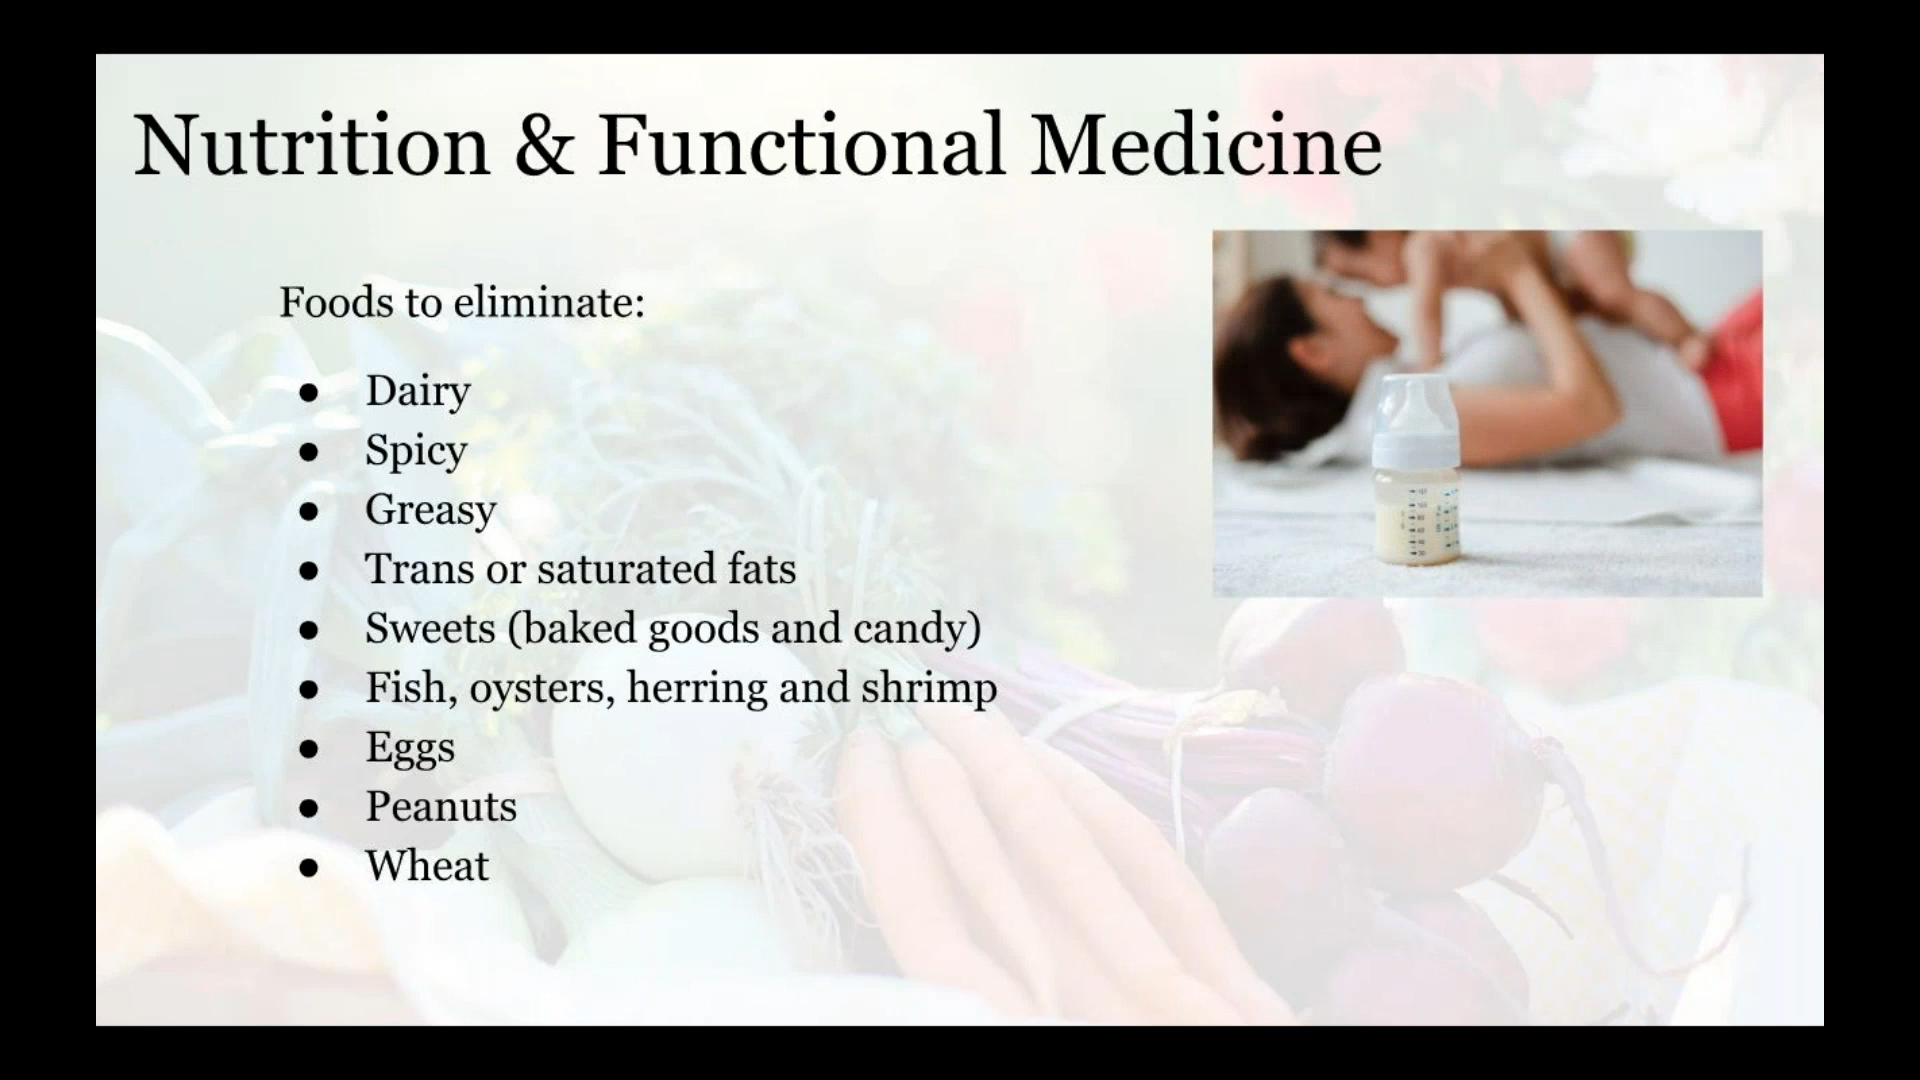 Nutrition & Functional Medicine
Foods to eliminate:
● Dairy
● Spicy
● Greasy
● Trans or saturated fats
● Sweets (baked goods and candy)
● Fish, oysters, herring and shrimp
● Eggs
● Peanuts
● Wheat